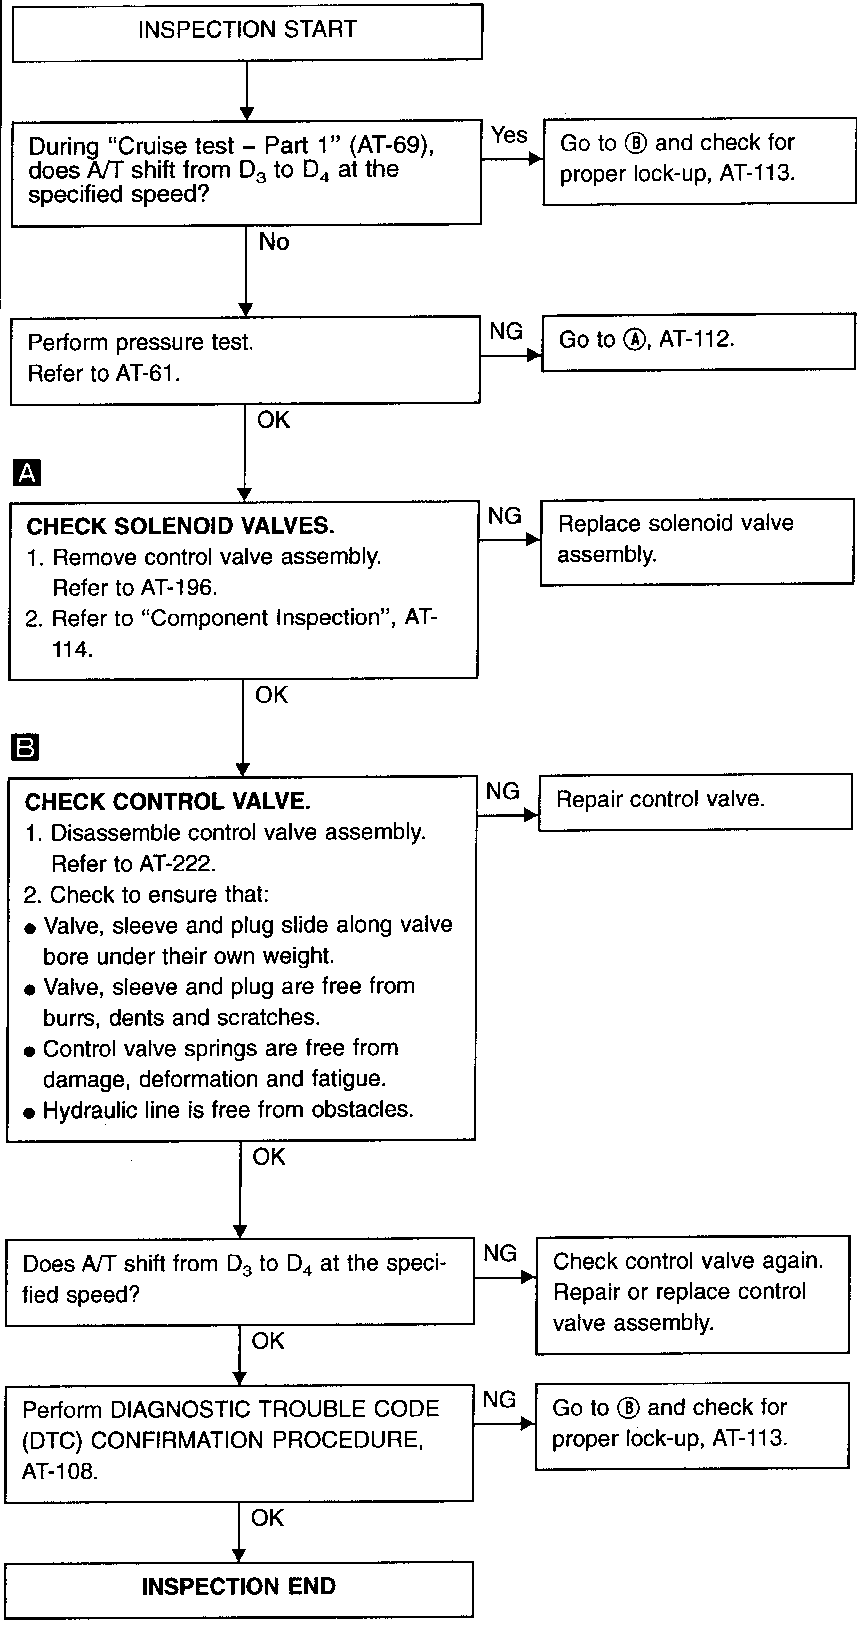 INSPECTION START
During “Cruise test – Part 1” (AT-69),
does A/T shift from D3 to D4 at the
specified speed?
Yes
Go to Ⓑ and check for
proper lock-up, AT-113.
No
Perform pressure test.
Refer to AT-61.
NG
Go to Ⓐ, AT-112.
OK
A
CHECK SOLENOID VALVES.
1. Remove control valve assembly.
Refer to AT-196.
2. Refer to “Component Inspection”, AT-
114.
NG
Replace solenoid valve
assembly.
OK
B
CHECK CONTROL VALVE.
1. Disassemble control valve assembly.
Refer to AT-222.
2. Check to ensure that:
● Valve, sleeve and plug slide along valve
bore under their own weight.
● Valve, sleeve and plug are free from
burrs, dents and scratches.
● Control valve springs are free from
damage, deformation and fatigue.
● Hydraulic line is free from obstacles.
NG
Repair control valve.
OK
Does A/T shift from D3 to D4 at the speci-
fied speed?
NG
Check control valve again.
Repair or replace control
valve assembly.
OK
Perform DIAGNOSTIC TROUBLE CODE
(DTC) CONFIRMATION PROCEDURE,
AT-108.
NG
Go to Ⓑ and check for
proper lock-up, AT-113.
OK
INSPECTION END